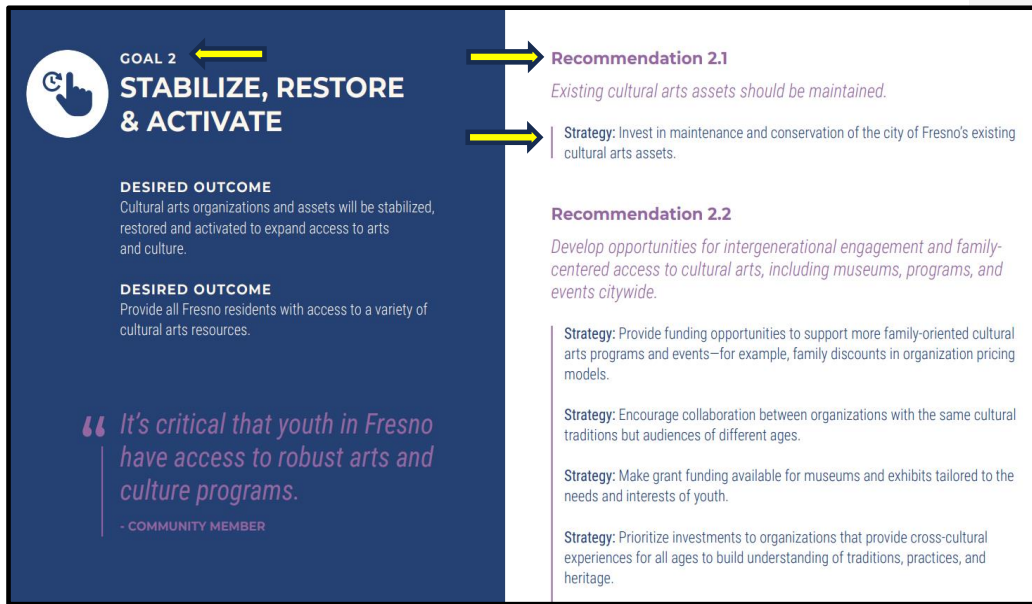 GOAL 2
STABILIZE, RESTORE
& ACTIVATE
DESIRED OUTCOME
Cultural arts organizations and assets will be stabilized,
restored and activated to expand access to arts
and culture.
DESIRED OUTCOME
Provide all Fresno residents with access to a variety of
cultural arts resources.
“ It’s critical that youth in Fresno
have access to robust arts and
culture programs.
- COMMUNITY MEMBER
Recommendation 2.1
Existing cultural arts assets should be maintained.
Strategy: Invest in maintenance and conservation of the city of Fresno’s existing
cultural arts assets.
Recommendation 2.2
Develop opportunities for intergenerational engagement and family-
centered access to cultural arts, including museums, programs, and
events citywide.
Strategy: Provide funding opportunities to support more family-oriented cultural
arts programs and events—for example, family discounts in organization pricing
models.
Strategy: Encourage collaboration between organizations with the same cultural
traditions but audiences of different ages.
Strategy: Make grant funding available for museums and exhibits tailored to the
needs and interests of youth.
Strategy: Prioritize investments to organizations that provide cross-cultural
experiences for all ages to build understanding of traditions, practices, and
heritage.